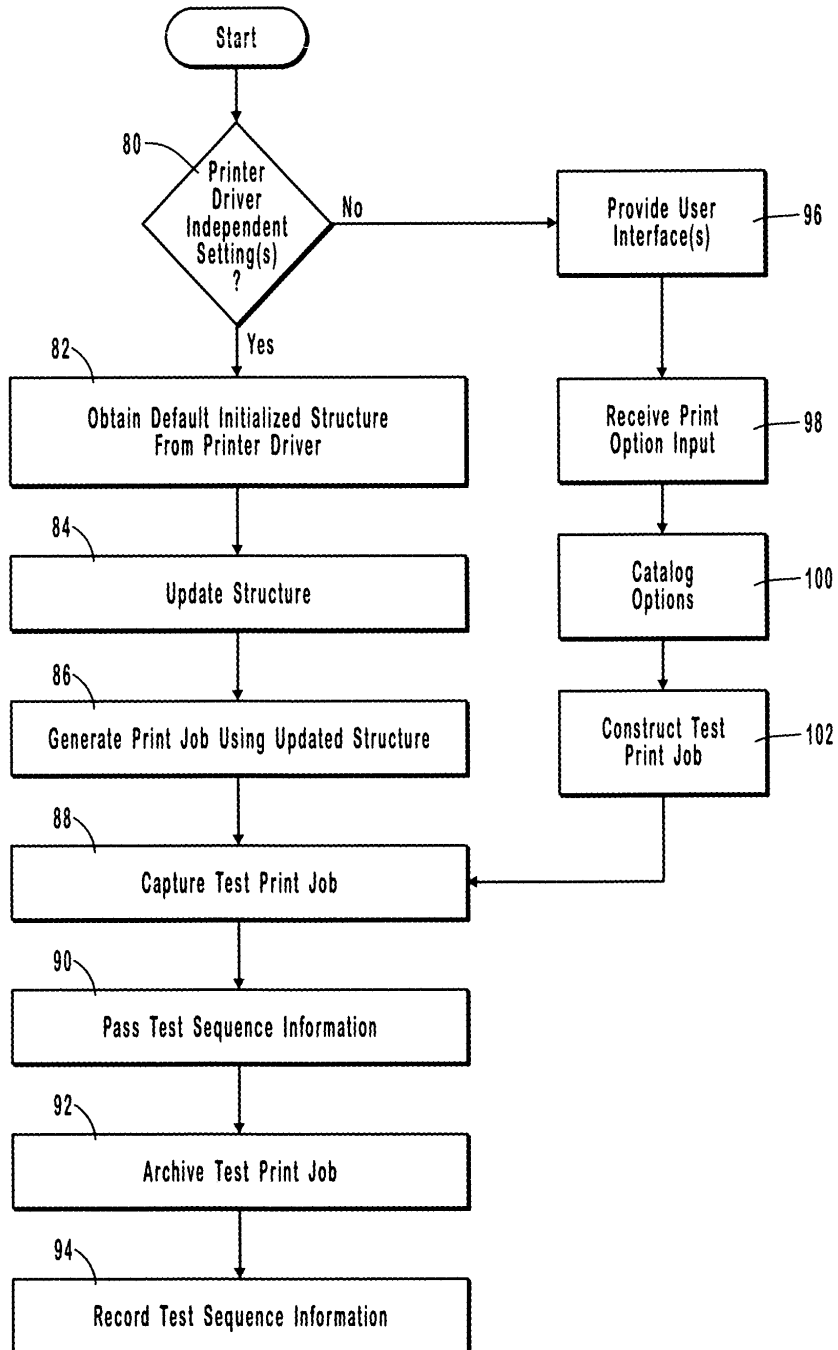 Start
80
Printer
Driver
Independent
Setting(s)
?
No
Yes
Provide User
Interface(s)
96
82
Obtain Default Initialized Structure
From Printer Driver
Receive Print
Option Input
98
84
Update Structure
Catalog
Options
100
86
Generate Print Job Using Updated Structure
Construct Test
Print Job
102
88
Capture Test Print Job
90
Pass Test Sequence Information
92
Archive Test Print Job
94
Record Test Sequence Information